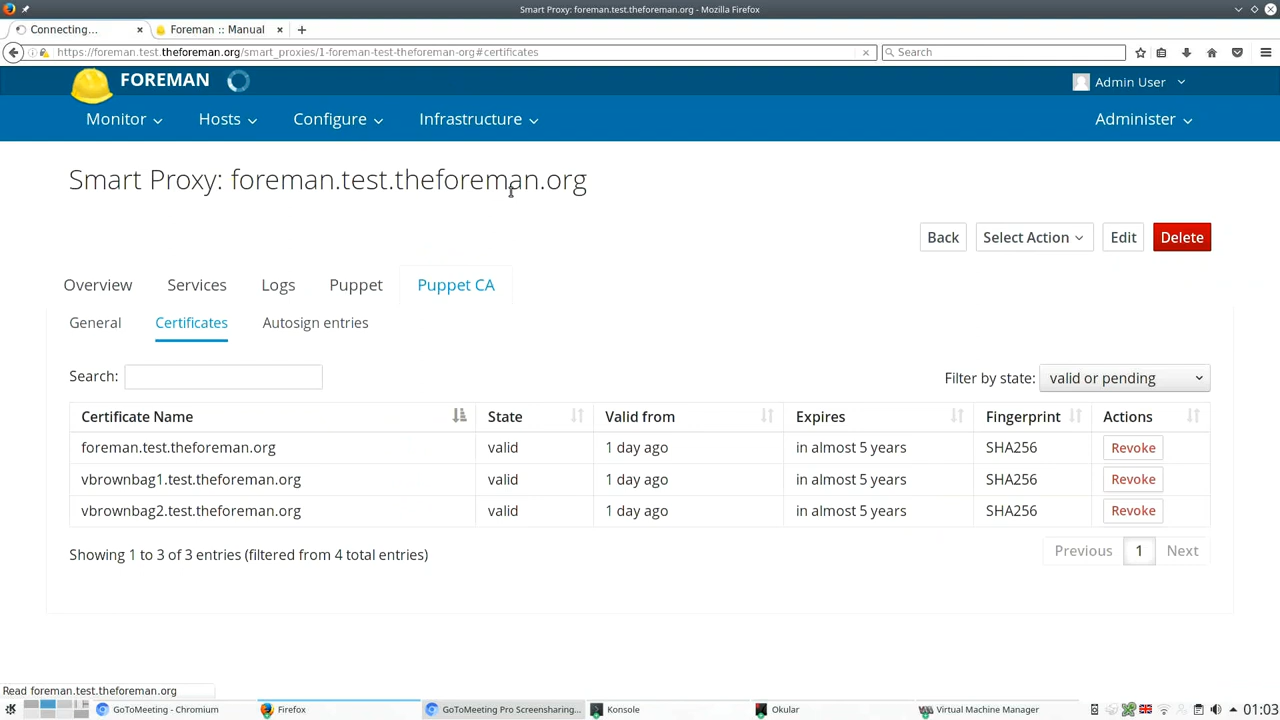 Smart Proxy: foreman.test.theforeman.org - Mozilla Firefox
Connecting...
Foreman :: Manual
https://foreman.test.theforeman.org/smart_proxies/1-foreman-test-theforeman-org#certificates
Search
FOREMAN
Admin User
Monitor Hosts Configure Infrastructure Administer
Smart Proxy: foreman.test.theforeman.org
Back Select Action Edit Delete
Overview Services Logs Puppet Puppet CA
General Certificates Autosign entries
Search: Filter by state: valid or pending
Certificate Name State Valid from Expires Fingerprint Actions
foreman.test.theforeman.org valid 1 day ago in almost 5 years SHA256 Revoke
vbrownbag1.test.theforeman.org valid 1 day ago in almost 5 years SHA256 Revoke
vbrownbag2.test.theforeman.org valid 1 day ago in almost 5 years SHA256 Revoke
Showing 1 to 3 of 3 entries (filtered from 4 total entries) Previous 1 Next
Read foreman.test.theforeman.org
GoToMeeting - Chromium Firefox GoToMeeting Pro Screensharing... Konsole Okular Virtual Machine Manager 01:03